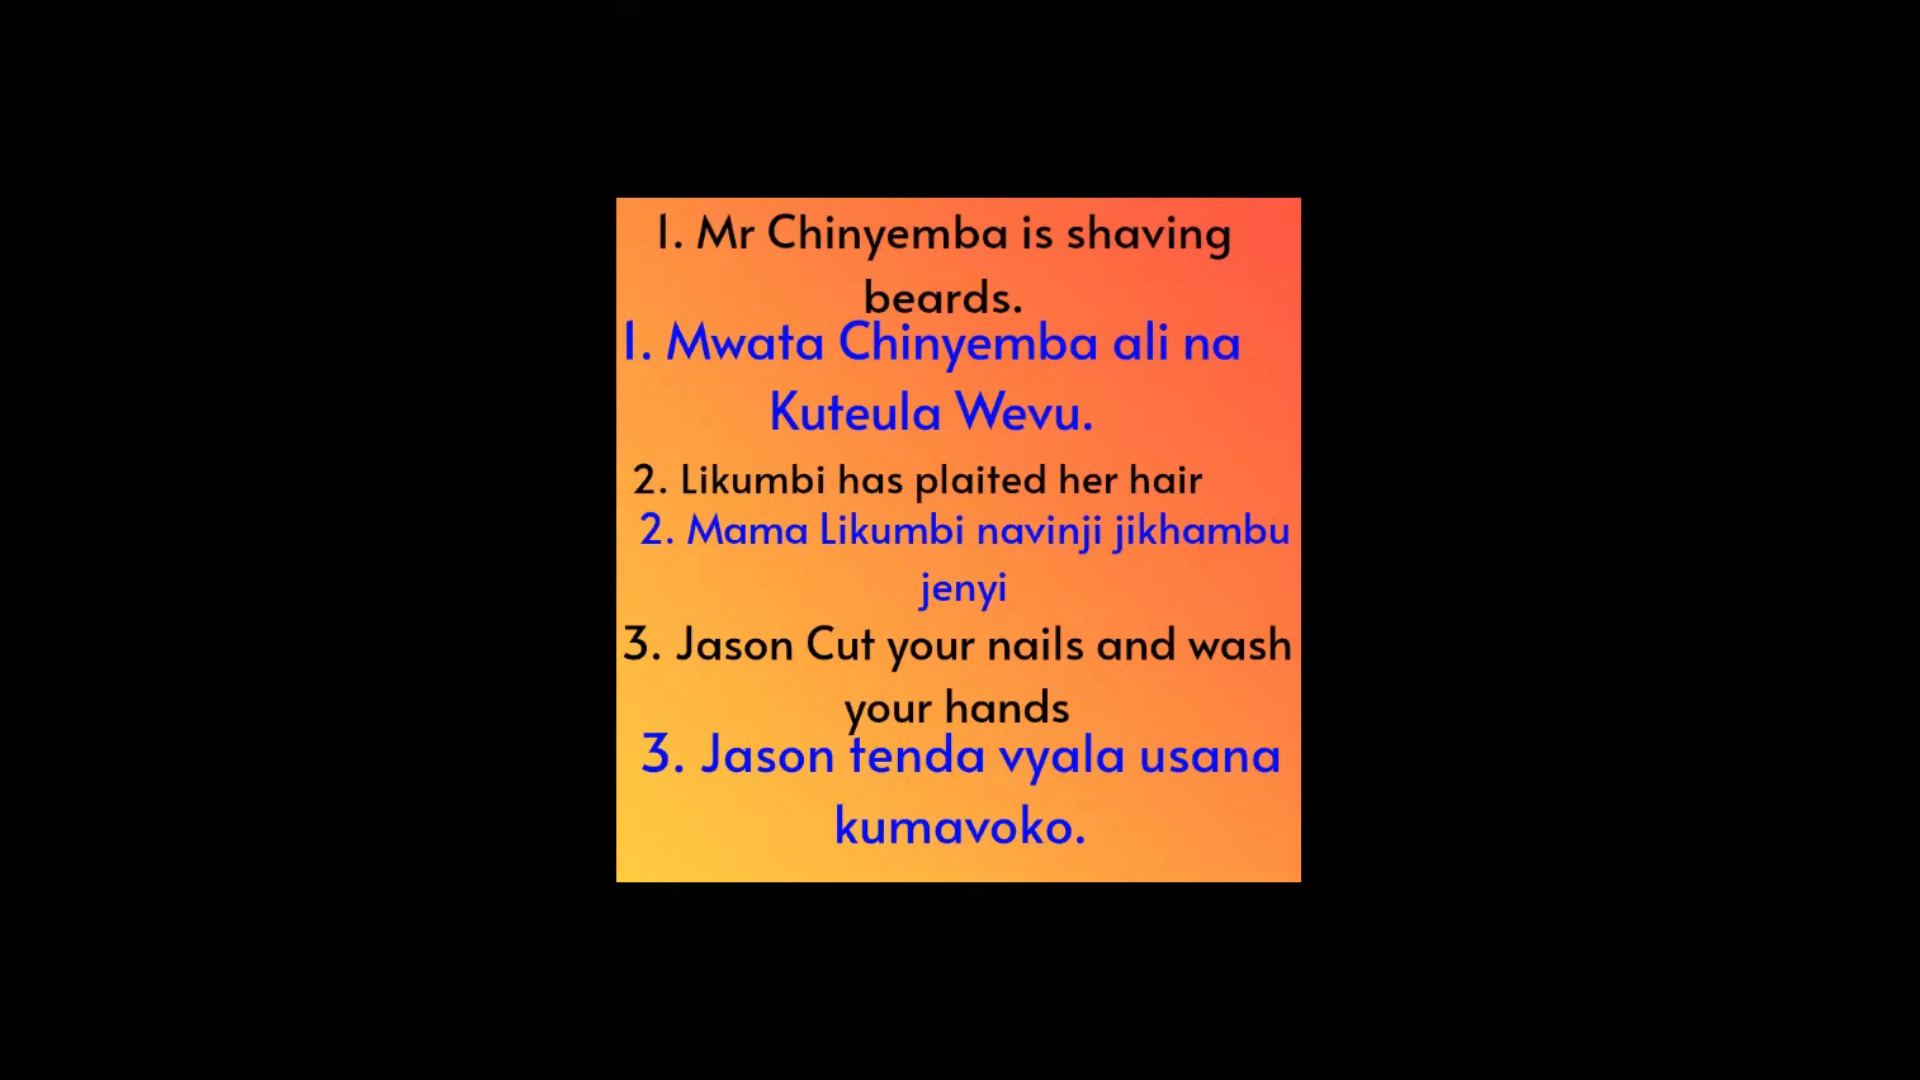 1. Mr Chinyemba is shaving
beards.
1. Mwata Chinyemba ali na
Kuteula Wevu.
2. Likumbi has plaited her hair
2. Mama Likumbi navinji jikhambu
jenyi
3. Jason Cut your nails and wash
your hands
3. Jason tenda vyala usana
kumavoko.